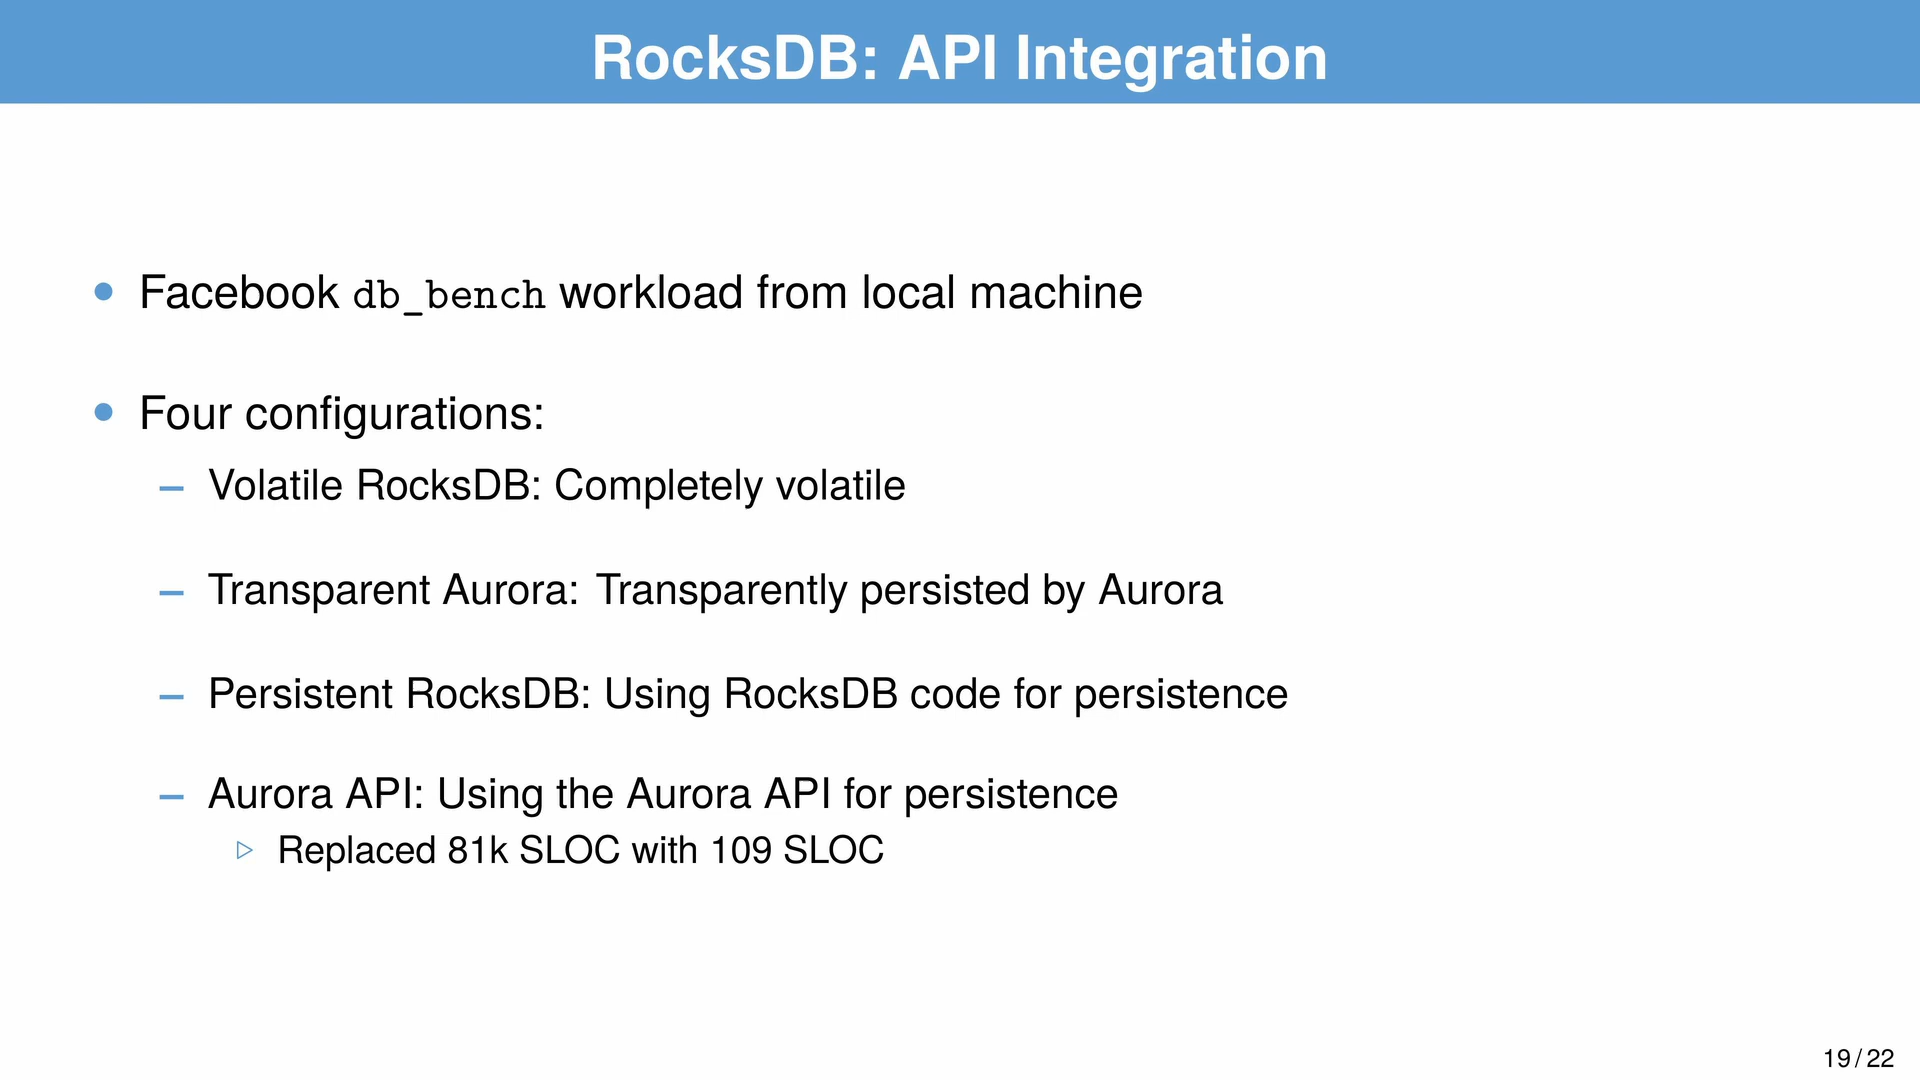 RocksDB: API Integration
• Facebook db_bench workload from local machine
• Four configurations:
– Volatile RocksDB: Completely volatile
– Transparent Aurora: Transparently persisted by Aurora
– Persistent RocksDB: Using RocksDB code for persistence
– Aurora API: Using the Aurora API for persistence
▷ Replaced 81k SLOC with 109 SLOC
19 / 22